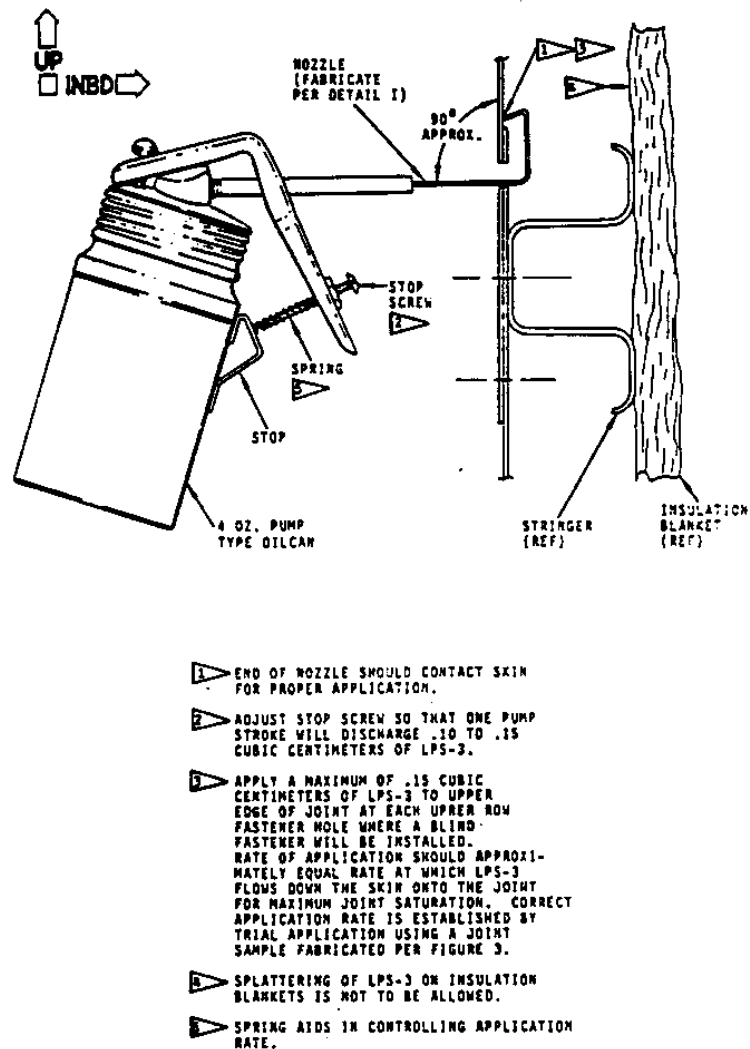 UP
INBD
NOZZLE
(FABRICATE
PER DETAIL I)
90°
APPROX.
1
3
4
STOP
SCREW
2
SPRING
5
STOP
4 OZ. PUMP
TYPE OILCAN
STRINGER
(REF)
INSULATION
BLANKET
(REF)
1 END OF NOZZLE SHOULD CONTACT SKIN
FOR PROPER APPLICATION.
2 ADJUST STOP SCREW SO THAT ONE PUMP
STROKE WILL DISCHARGE .10 TO .15
CUBIC CENTIMETERS OF LPS-3.
3 APPLY A MAXIMUM OF .15 CUBIC
CENTIMETERS OF LPS-3 TO UPPER
EDGE OF JOINT AT EACH UPPER ROW
FASTENER HOLE WHERE A BLIND
FASTENER WILL BE INSTALLED.
RATE OF APPLICATION SHOULD APPROXI-
MATELY EQUAL RATE AT WHICH LPS-3
FLOWS DOWN THE SKIN ONTO THE JOINT
FOR MAXIMUM JOINT SATURATION. CORRECT
APPLICATION RATE IS ESTABLISHED BY
TRIAL APPLICATION USING A JOINT
SAMPLE FABRICATED PER FIGURE 3.
4 SPLATTERING OF LPS-3 ON INSULATION
BLANKETS IS NOT TO BE ALLOWED.
5 SPRING AIDS IN CONTROLLING APPLICATION
RATE.